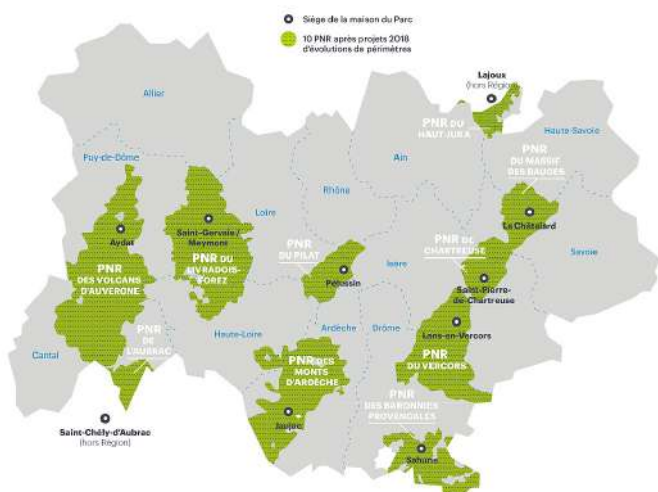 Siège de la maison du Parc
10 PNR après projets 2018
d'évolutions de périmètres
Allier
Lajoux
(hors Région)
PNR DU
HAUT-JURA
Haute-Savoie
Ain
PNR
DU MASSIF
DES BAUGES
Puy-de-Dôme
Rhône
Loire
Le Châtelard
Saint-Gervais /
Meymont
Aydat
PNR DU
LIVRADOIS-
FOREZ
PNR
DU PILAT
Isère
PNR DE
CHARTREUSE
Savoie
PNR
DES VOLCANS
D'AUVERGNE
Pélussin
Saint-Pierre-
de-Chartreuse
Haute-Loire
Ardèche
Drôme
Lans-en-Vercors
PNR
DE
L'AUBRAC
Cantal
PNR DES
MONTS
D'ARDÈCHE
PNR
DU VERCORS
PNR
DES BARONNIES
PROVENÇALES
Saint-Chély-d'Aubrac
(hors Région)
Jaujac
Sahune